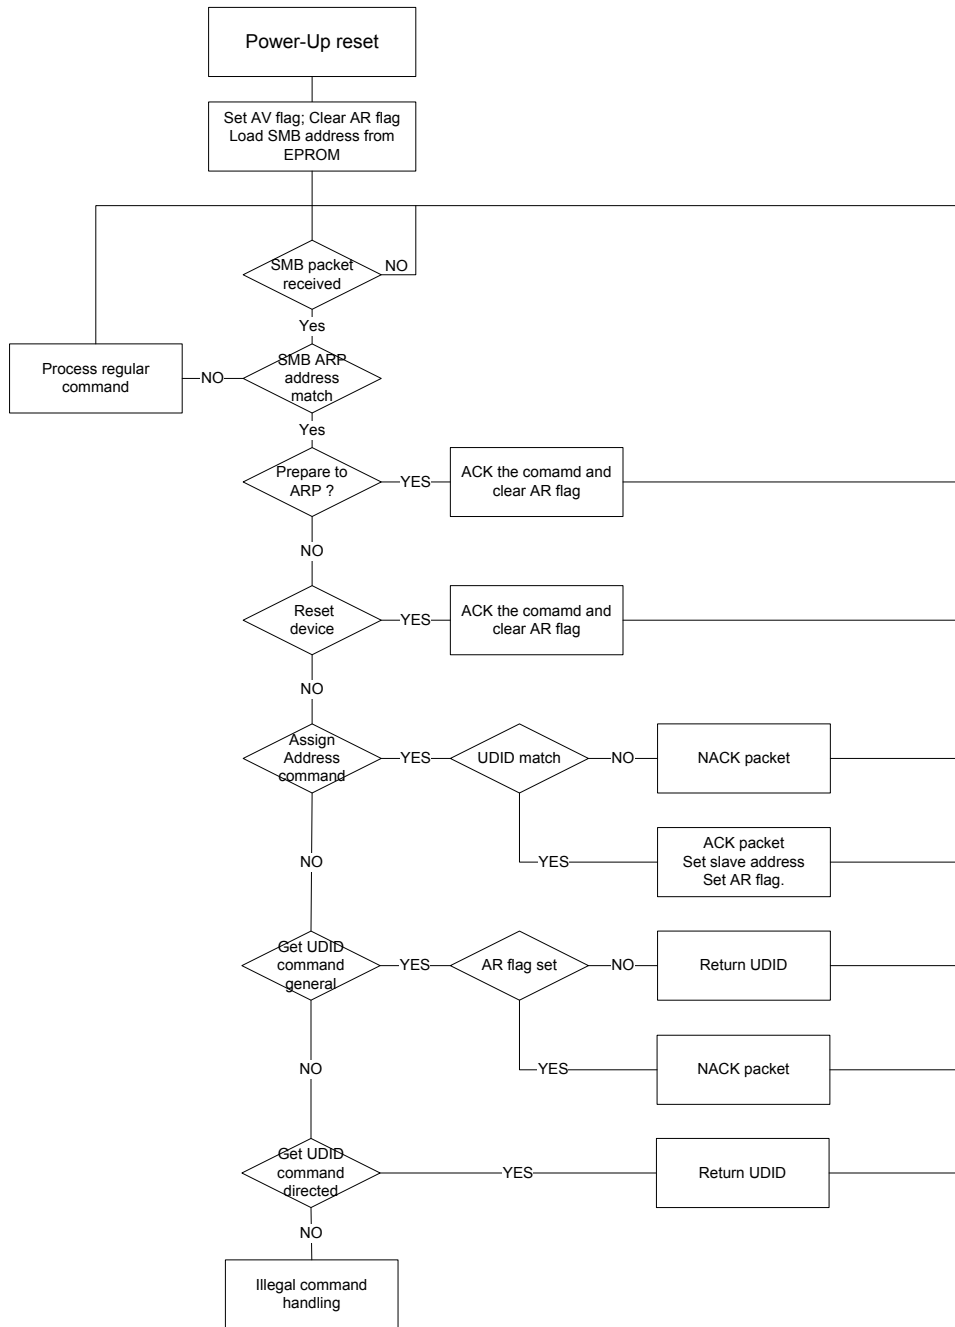 Power-Up reset
Set AV flag; Clear AR flag
Load SMB address from
EPROM
SMB packet
received
NO
Yes
Process regular
command
NO
SMB ARP
address
match
Yes
Prepare to
ARP ?
YES
ACK the comamd and
clear AR flag
NO
Reset
device
YES
ACK the comamd and
clear AR flag
NO
Assign
Address
command
YES
UDID match
NO
NACK packet
YES
ACK packet
Set slave address
Set AR flag.
NO
Get UDID
command
general
YES
AR flag set
NO
Return UDID
YES
NACK packet
NO
Get UDID
command
directed
YES
Return UDID
NO
Illegal command
handling